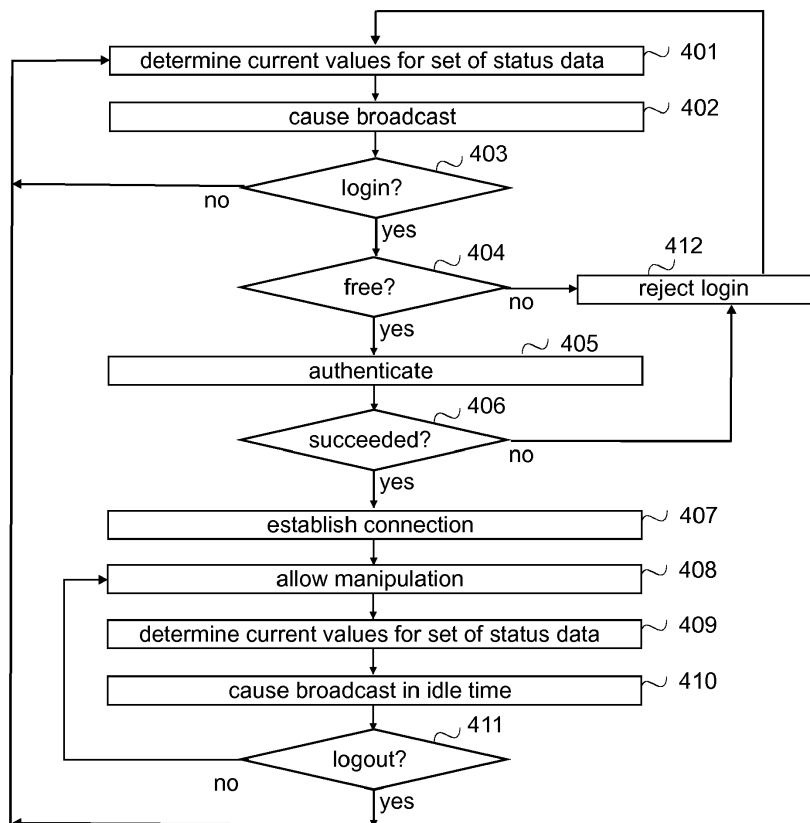 determine current values for set of status data
401
cause broadcast
402
403
login?
no
yes
404
412
free?
no
reject login
yes
405
authenticate
406
succeeded?
no
yes
establish connection
407
allow manipulation
408
determine current values for set of status data
409
cause broadcast in idle time
410
411
logout?
no
yes